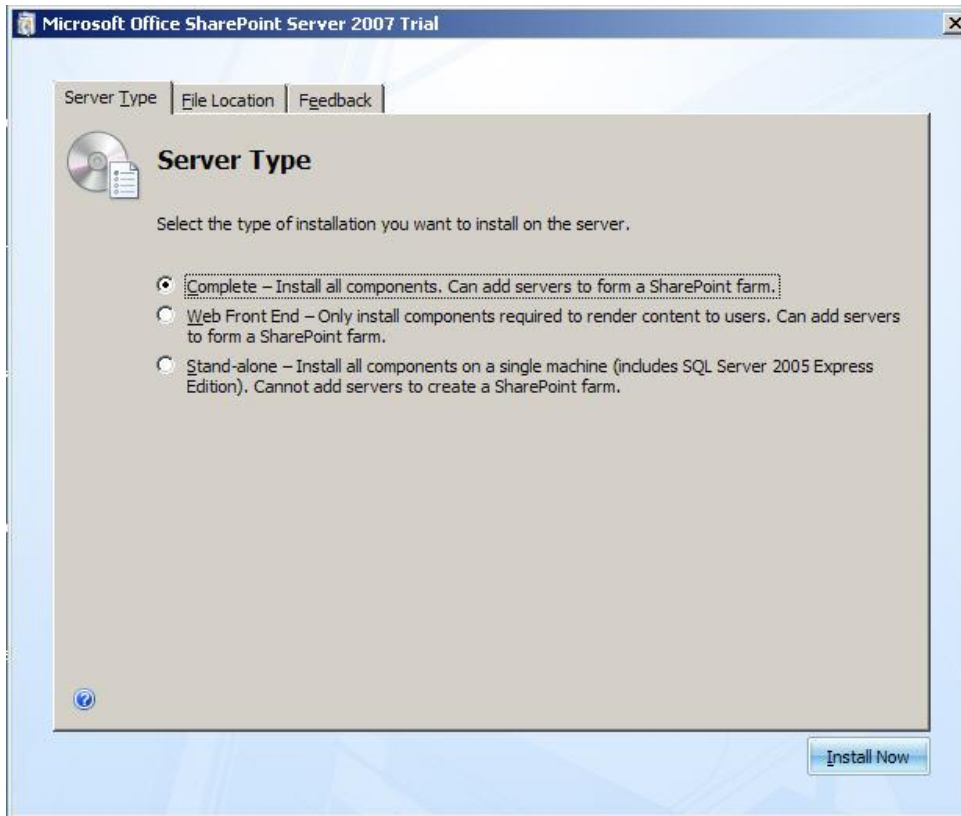 Microsoft Office SharePoint Server 2007 Trial
Server Type File Location Feedback
Server Type
Select the type of installation you want to install on the server.
Complete – Install all components. Can add servers to form a SharePoint farm.
Web Front End – Only install components required to render content to users. Can add servers
to form a SharePoint farm.
Stand-alone – Install all components on a single machine (includes SQL Server 2005 Express
Edition). Cannot add servers to create a SharePoint farm.
Install Now